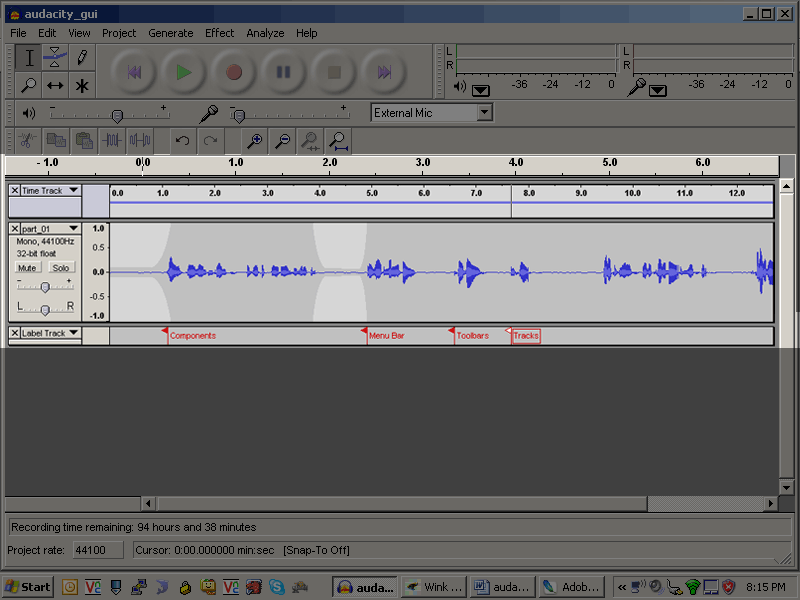 audacity_gui
File Edit View Project Generate Effect Analyze Help
L
R
-36 -24 -12 0
L
R
-36 -24 -12 0
- +
- +
External Mic
- 1.0 0.0 1.0 2.0 3.0 4.0 5.0 6.0
Time Track
0.0 1.0 2.0 3.0 4.0 5.0 6.0 7.0 8.0 9.0 10.0 11.0 12.0
part_01
Mono, 44100Hz
32-bit float
Mute Solo
- +
L R
1.0
0.5
0.0
-0.5
-1.0
Label Track
Components Menu Bar Toolbars Tracks
Recording time remaining: 94 hours and 38 minutes
Project rate: 44100 Cursor: 0:00.000000 min:sec [Snap-To Off]
Start auda... Wink ... auda... Adob... 8:15 PM